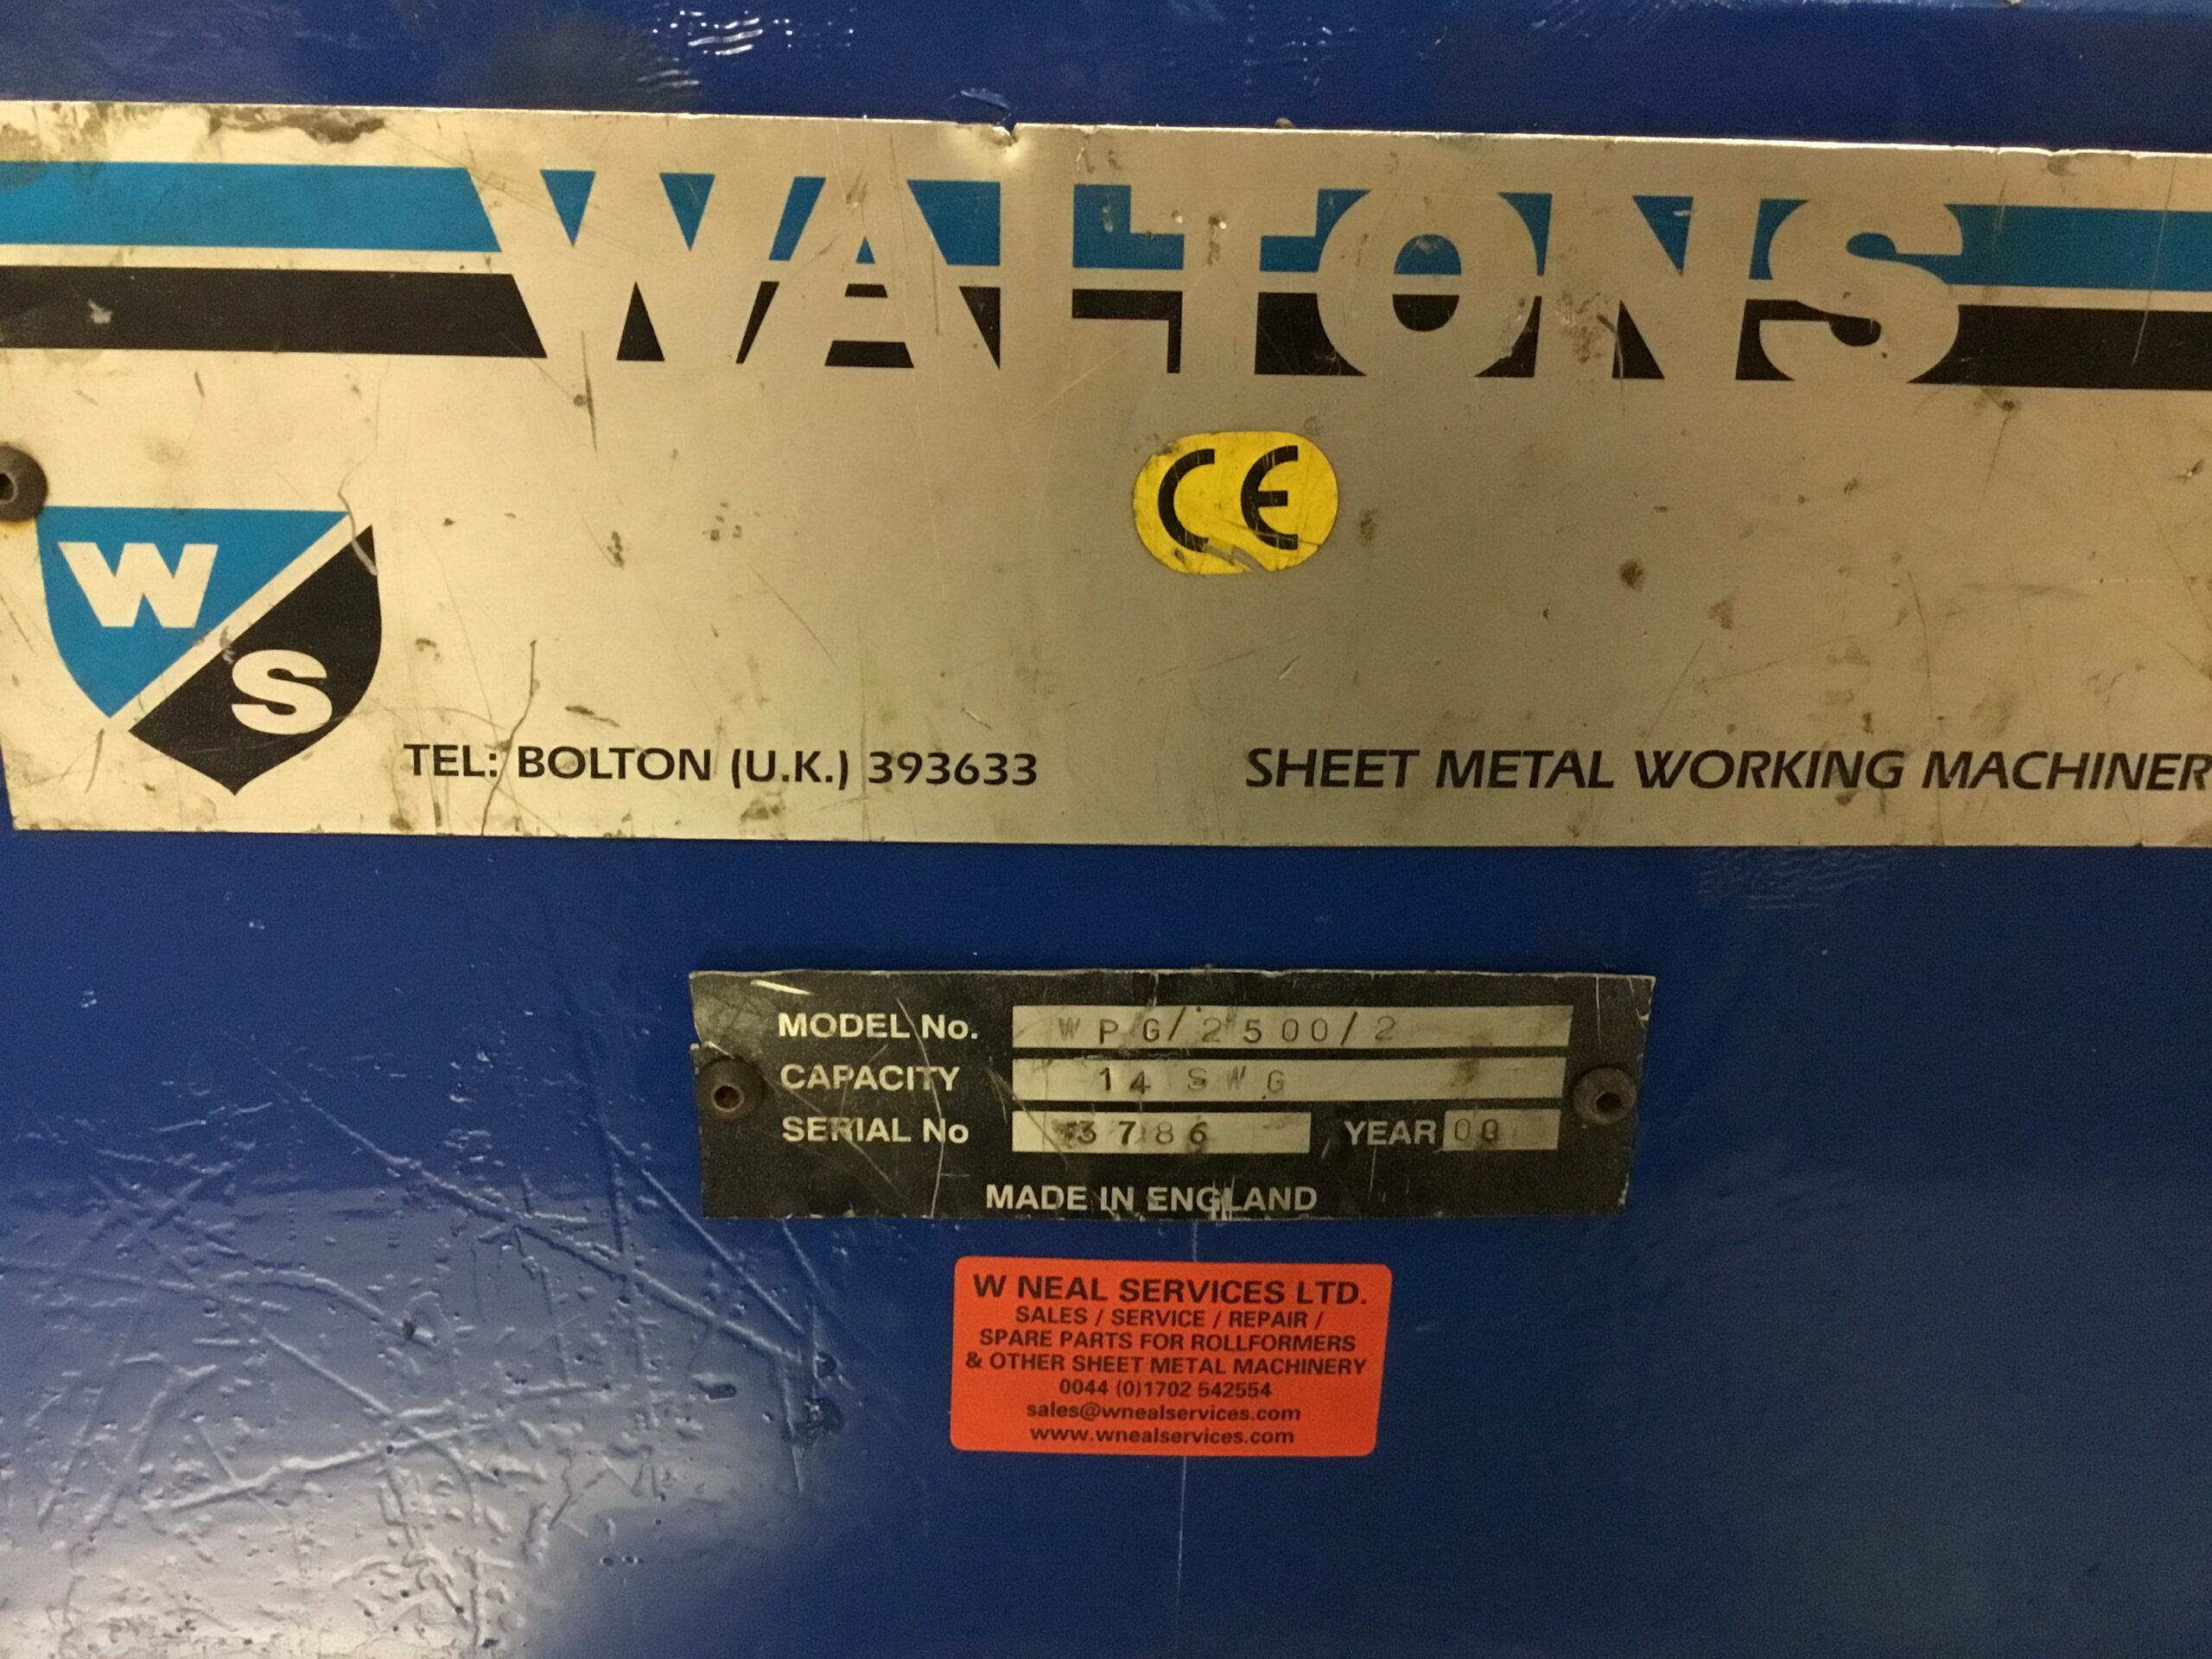 WALTONS
CE
W
S
TEL: BOLTON (U.K.) 393633
SHEET METAL WORKING MACHINER
MODEL No. WPG/2500/2
CAPACITY 14 SWG
SERIAL No 3786 YEAR 00
MADE IN ENGLAND
W NEAL SERVICES LTD.
SALES / SERVICE / REPAIR /
SPARE PARTS FOR ROLLFORMERS
& OTHER SHEET METAL MACHINERY
0044 (0)1702 542554
sales@wnealservices.com
www.wnealservices.com